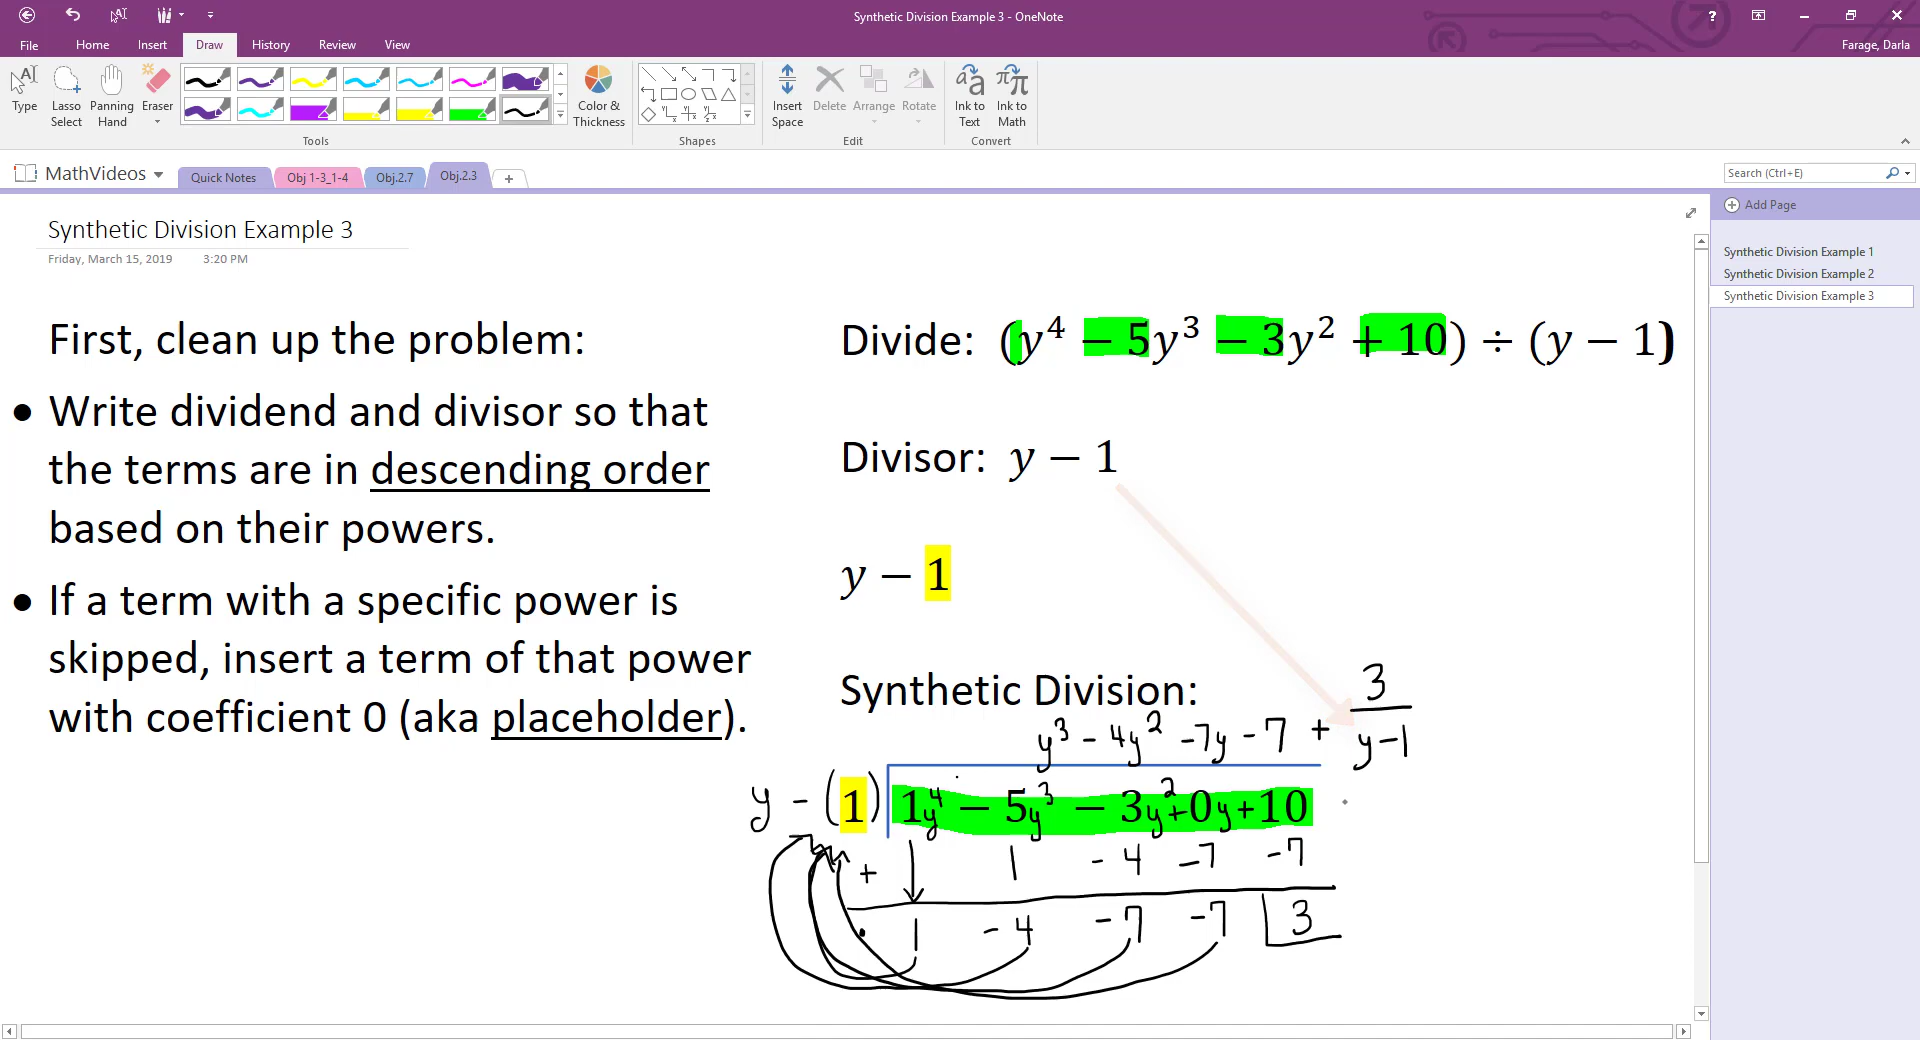 Synthetic Division Example 3 - OneNote
File Home Insert Draw History Review View
Farage, Darla
Type
Lasso Select
Panning Hand
Eraser
Color & Thickness
Insert Space
Delete
Arrange
Rotate
Ink to Text
Ink to Math
Tools Shapes Edit Convert
MathVideos Quick Notes Obj 1-3_1-4 Obj.2.7 Obj.2.3
Search (Ctrl+E)
Add Page
Synthetic Division Example 1
Synthetic Division Example 2
Synthetic Division Example 3
Synthetic Division Example 3
Friday, March 15, 2019 3:20 PM
First, clean up the problem:
• Write dividend and divisor so that
the terms are in descending order
based on their powers.
• If a term with a specific power is
skipped, insert a term of that power
with coefficient 0 (aka placeholder).
Divide: (y⁴ − 5y³ − 3y² + 10) ÷ (y − 1)
Divisor: y − 1
y − 1
Synthetic Division:
y³ - 4y² - 7y - 7 + 3/(y-1)
y - (1) 1y⁴ − 5y³ − 3y² + 0y + 10
+ 1 - 4 - 7 - 7
1 - 4 - 7 - 7 3